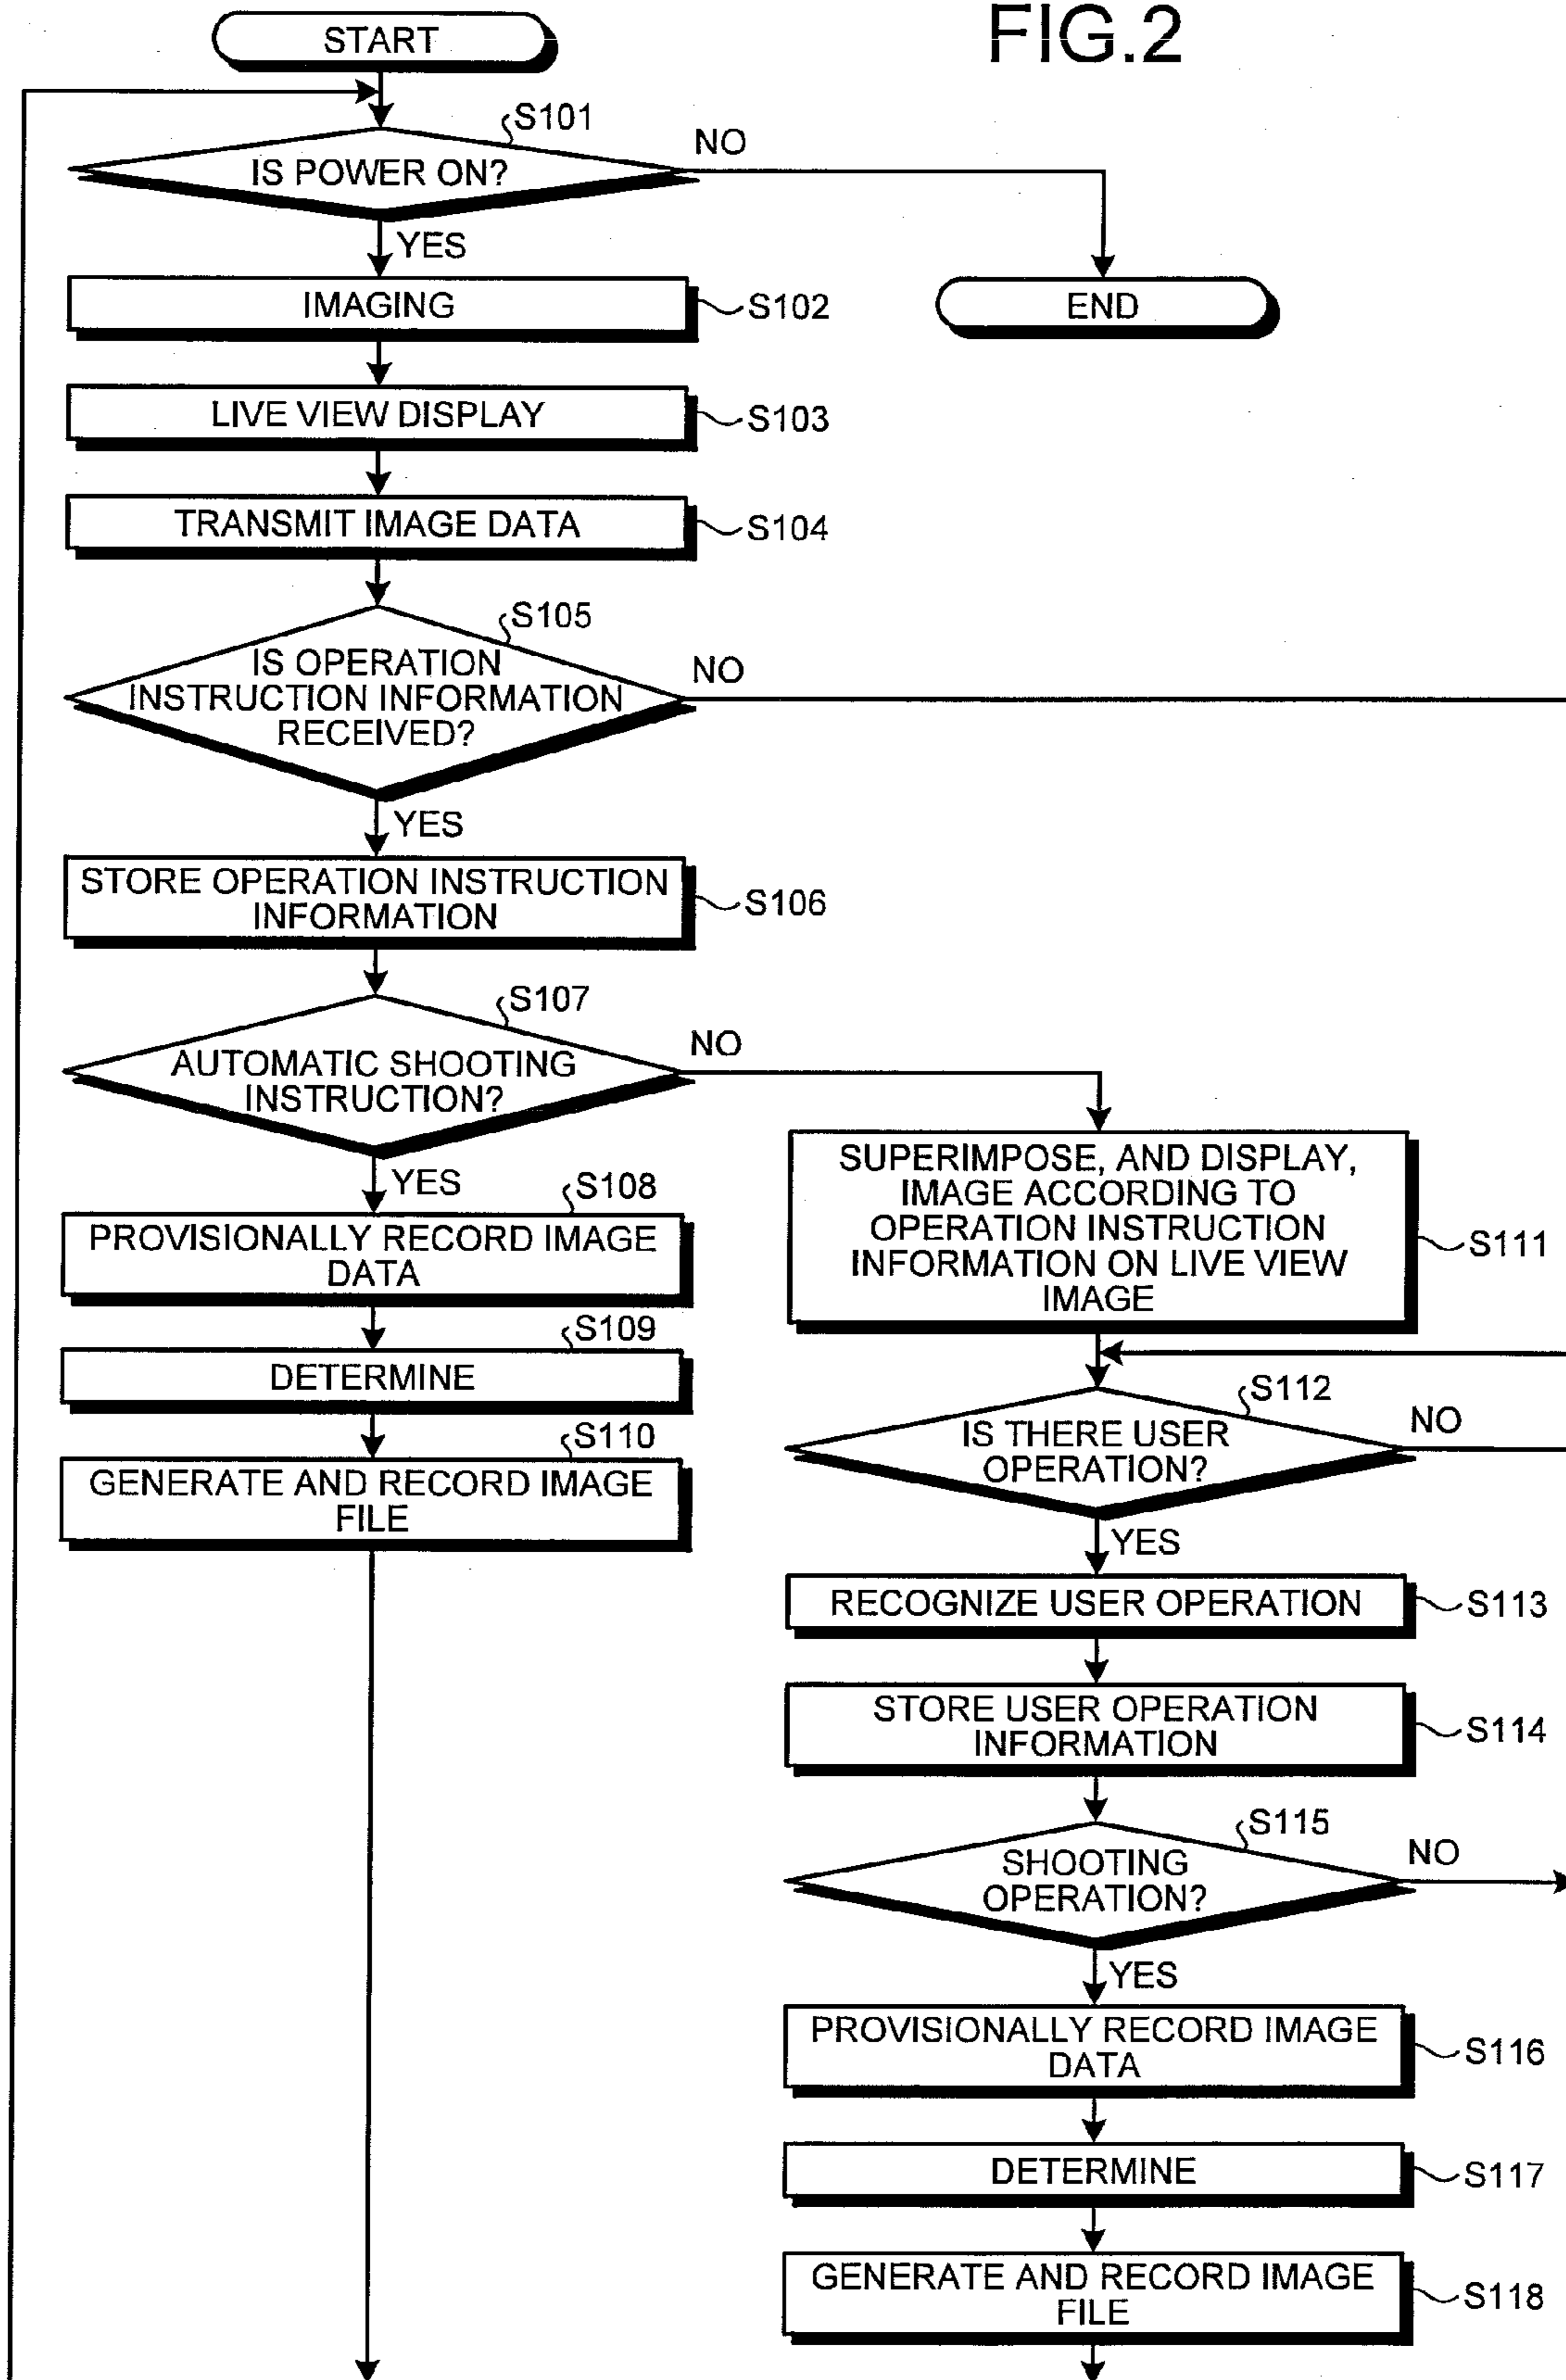 FIG.2
START
S101
IS POWER ON?
NO
YES
IMAGING
S102
END
LIVE VIEW DISPLAY
S103
TRANSMIT IMAGE DATA
S104
S105
IS OPERATION
INSTRUCTION INFORMATION
RECEIVED?
NO
YES
STORE OPERATION INSTRUCTION
INFORMATION
S106
S107
AUTOMATIC SHOOTING
INSTRUCTION?
NO
YES
S108
PROVISIONALLY RECORD IMAGE
DATA
S109
DETERMINE
S110
GENERATE AND RECORD IMAGE
FILE
SUPERIMPOSE, AND DISPLAY,
IMAGE ACCORDING TO
OPERATION INSTRUCTION
INFORMATION ON LIVE VIEW
IMAGE
S111
S112
IS THERE USER
OPERATION?
NO
YES
RECOGNIZE USER OPERATION
S113
STORE USER OPERATION
INFORMATION
S114
S115
SHOOTING
OPERATION?
NO
YES
PROVISIONALLY RECORD IMAGE
DATA
S116
DETERMINE
S117
GENERATE AND RECORD IMAGE
FILE
S118